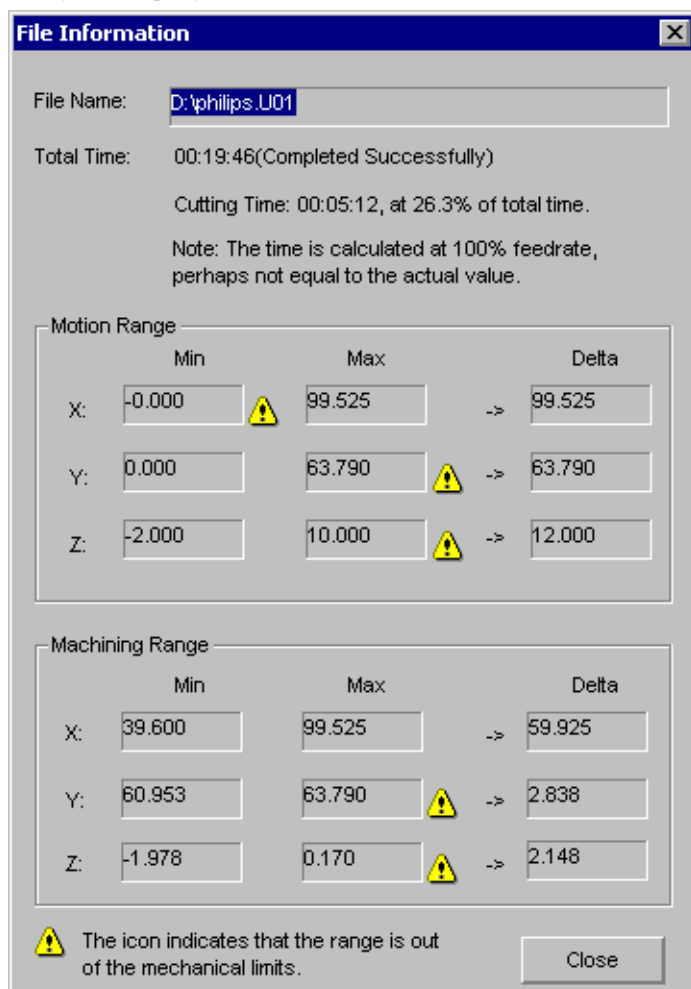 File Information
File Name: D:\philips.U01
Total Time: 00:19:46(Completed Successfully)
Cutting Time: 00:05:12, at 26.3% of total time.
Note: The time is calculated at 100% feedrate,
perhaps not equal to the actual value.
Motion Range
Min Max Delta
X: -0.000 99.525 -> 99.525
Y: 0.000 63.790 -> 63.790
Z: -2.000 10.000 -> 12.000
Machining Range
Min Max Delta
X: 39.600 99.525 -> 59.925
Y: 60.953 63.790 -> 2.838
Z: -1.978 0.170 -> 2.148
The icon indicates that the range is out
of the mechanical limits.
Close